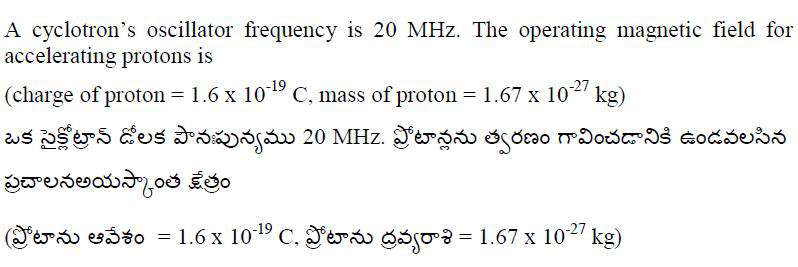 A cyclotron’s oscillator frequency is 20 MHz. The operating magnetic field for
accelerating protons is
(charge of proton = 1.6 x 10⁻¹⁹ C, mass of proton = 1.67 x 10⁻²⁷ kg)
ఒక సైక్లోట్రాన్ డోలక పౌనఃపున్యము 20 MHz. ప్రోటాన్లను త్వరణం గావించడానికి ఉండవలసిన
ప్రచాలనఅయస్కాంత క్షేత్రం
(ప్రోటాను ఆవేశం = 1.6 x 10⁻¹⁹ C, ప్రోటాను ద్రవ్యరాశి = 1.67 x 10⁻²⁷ kg)